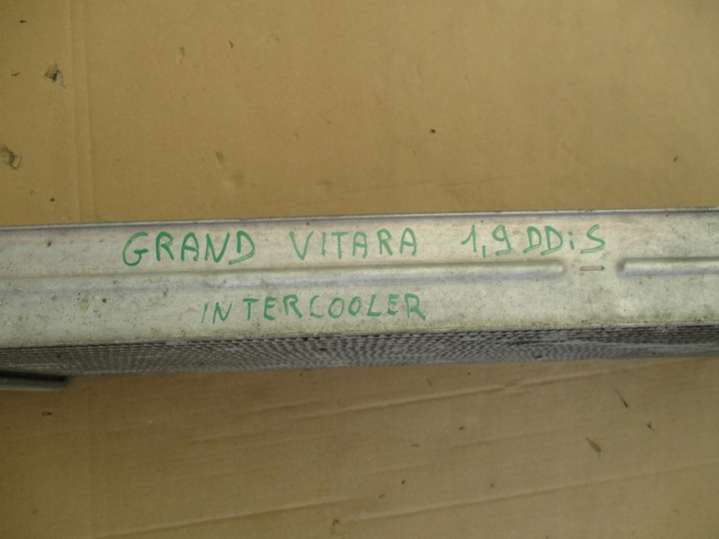 GRAND VITARA 1,9 DDiS
INTERCOOLER